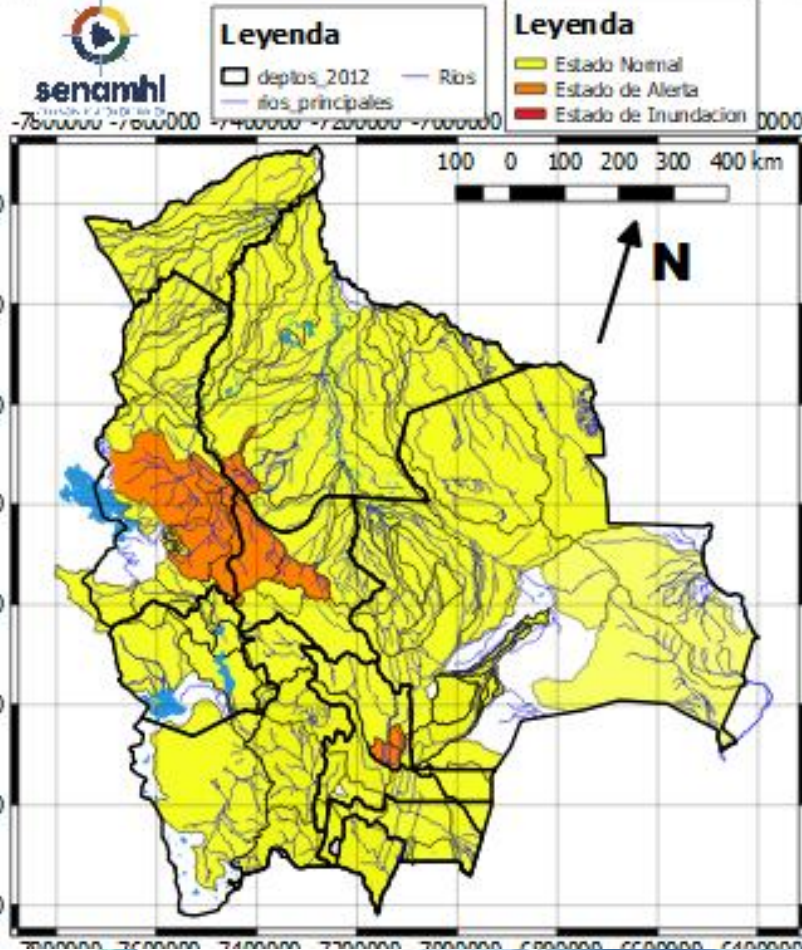 senamhi
Leyenda
deptos_2012
Rios
rios_principales
Leyenda
Estado Normal
Estado de Alerta
Estado de Inundacion
-7800000 -7600000 -7400000 -7200000 -7000000
100 0 100 200 300 400 km
N